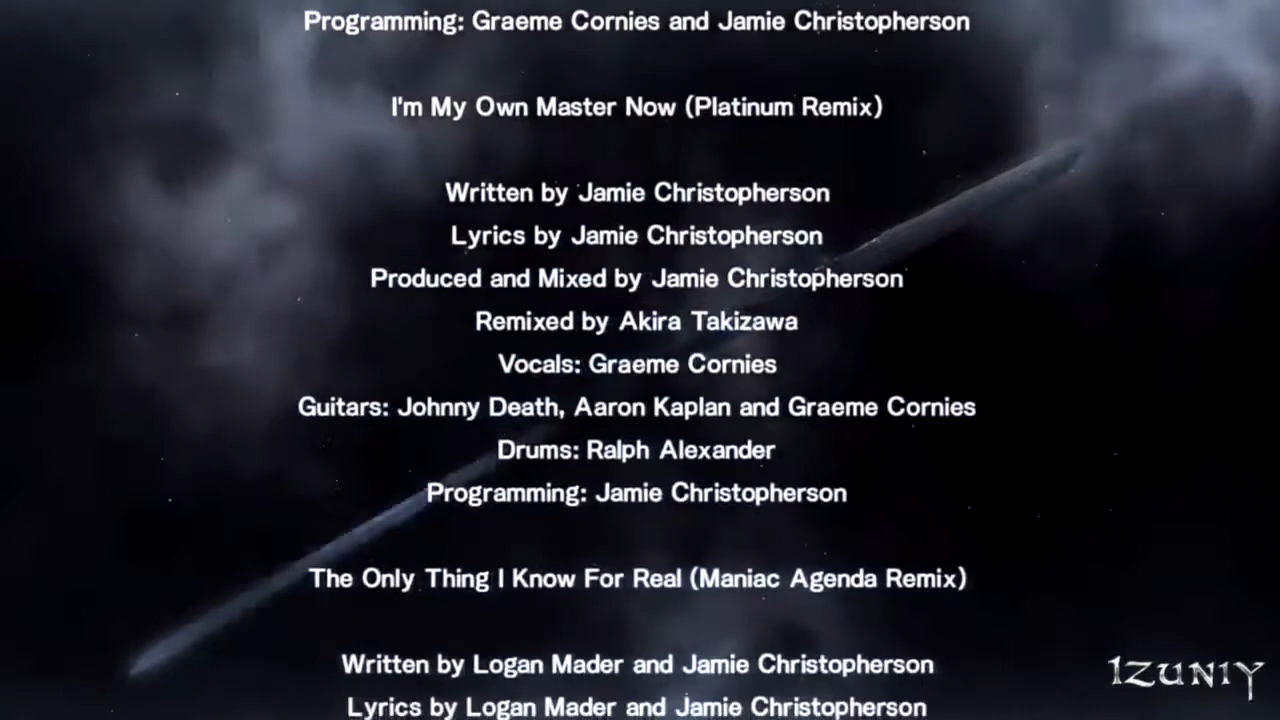 Programming: Graeme Cornies and Jamie Christopherson
I'm My Own Master Now (Platinum Remix)
Written by Jamie Christopherson
Lyrics by Jamie Christopherson
Produced and Mixed by Jamie Christopherson
Remixed by Akira Takizawa
Vocals: Graeme Cornies
Guitars: Johnny Death, Aaron Kaplan and Graeme Cornies
Drums: Ralph Alexander
Programming: Jamie Christopherson
The Only Thing I Know For Real (Maniac Agenda Remix)
Written by Logan Mader and Jamie Christopherson
Lyrics by Logan Mader and Jamie Christopherson
1ZUN1Y